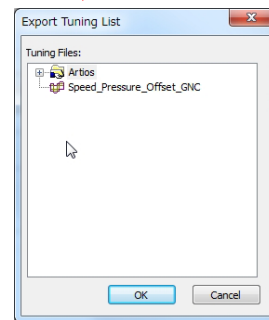 Export Tuning List
Tuning Files:
Artios
Speed_Pressure_Offset_GNC
OK
Cancel